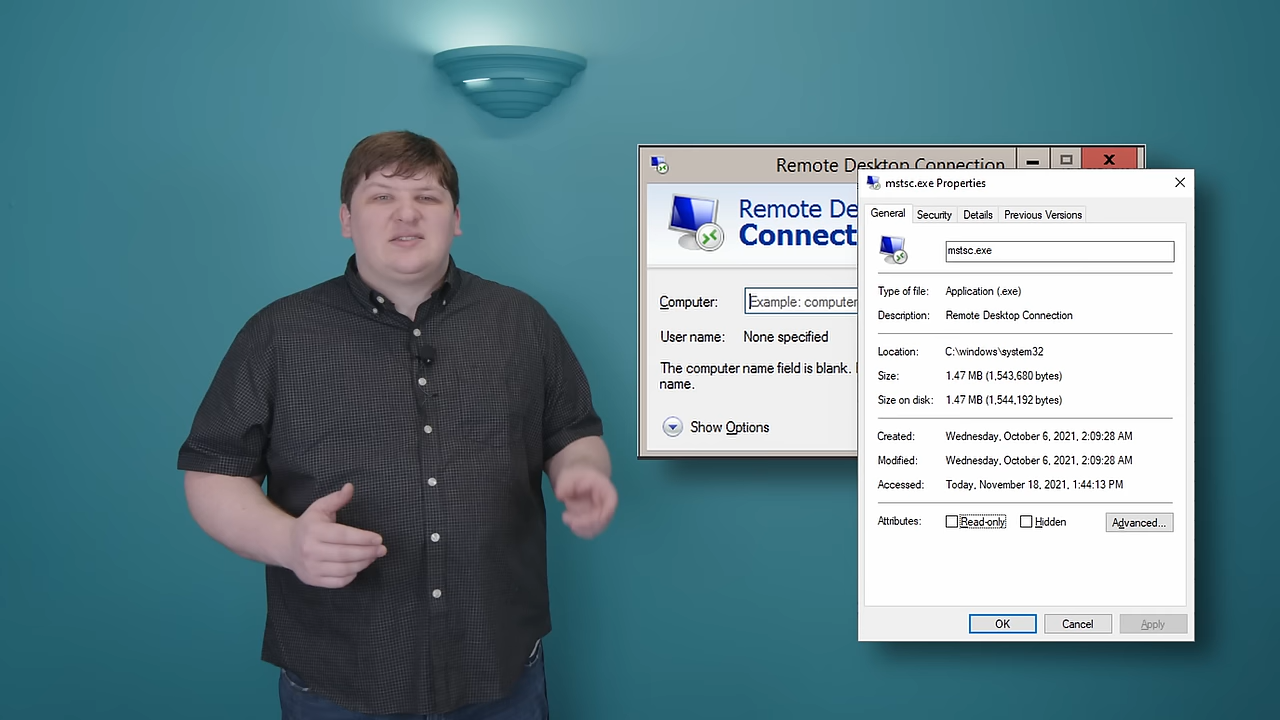 Remote Desktop Connection
Remote De
Connect
Computer:
Example: computer
User name: None specified
The computer name field is blank.
name.
Show Options
mstsc.exe Properties
General Security Details Previous Versions
mstsc.exe
Type of file: Application (.exe)
Description: Remote Desktop Connection
Location: C:\windows\system32
Size: 1.47 MB (1,543,680 bytes)
Size on disk: 1.47 MB (1,544,192 bytes)
Created: Wednesday, October 6, 2021, 2:09:28 AM
Modified: Wednesday, October 6, 2021, 2:09:28 AM
Accessed: Today, November 18, 2021, 1:44:13 PM
Attributes: Read-only Hidden Advanced...
OK Cancel Apply